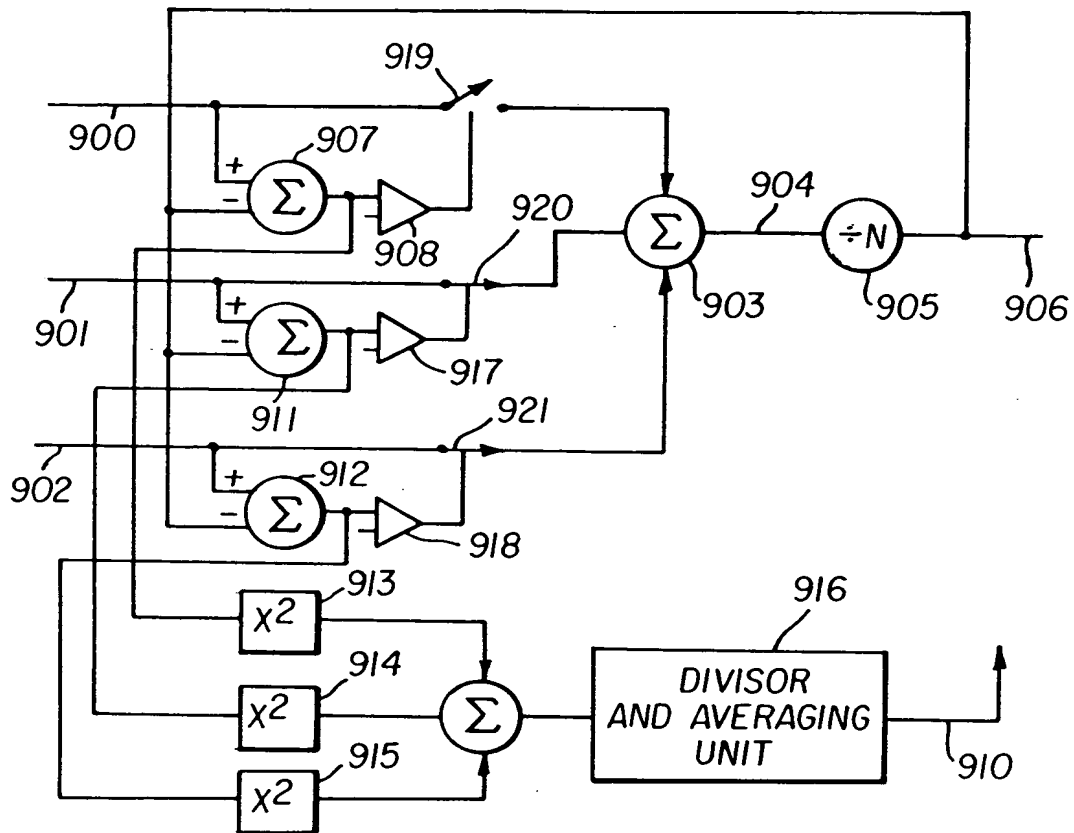 919
900
907
+
-
Σ
908
920
Σ
904
÷N
903
905
906
901
+
-
Σ
917
911
921
902
+
-
912
Σ
918
913
X2
916
914
X2
Σ
DIVISOR
AND AVERAGING
UNIT
910
915
X2